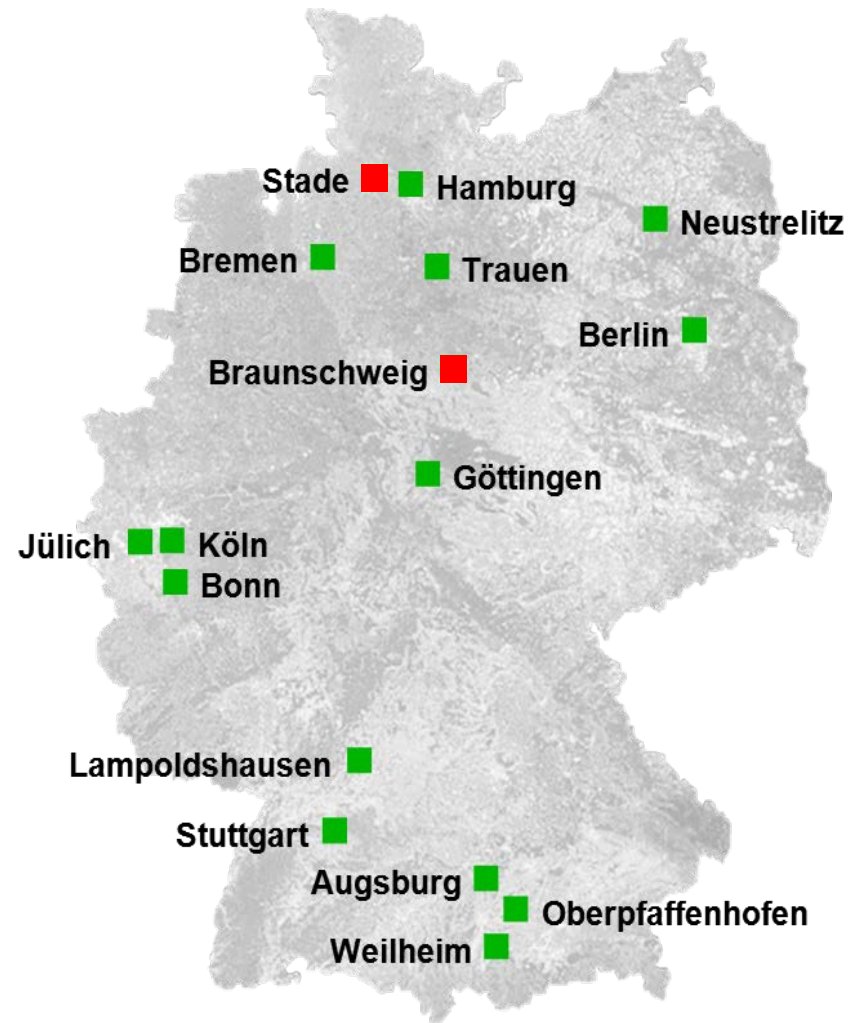 Stade
Hamburg
Neustrelitz
Bremen
Trauen
Berlin
Braunschweig
Göttingen
Jülich
Köln
Bonn
Lampoldshausen
Stuttgart
Augsburg
Oberpfaffenhofen
Weilheim